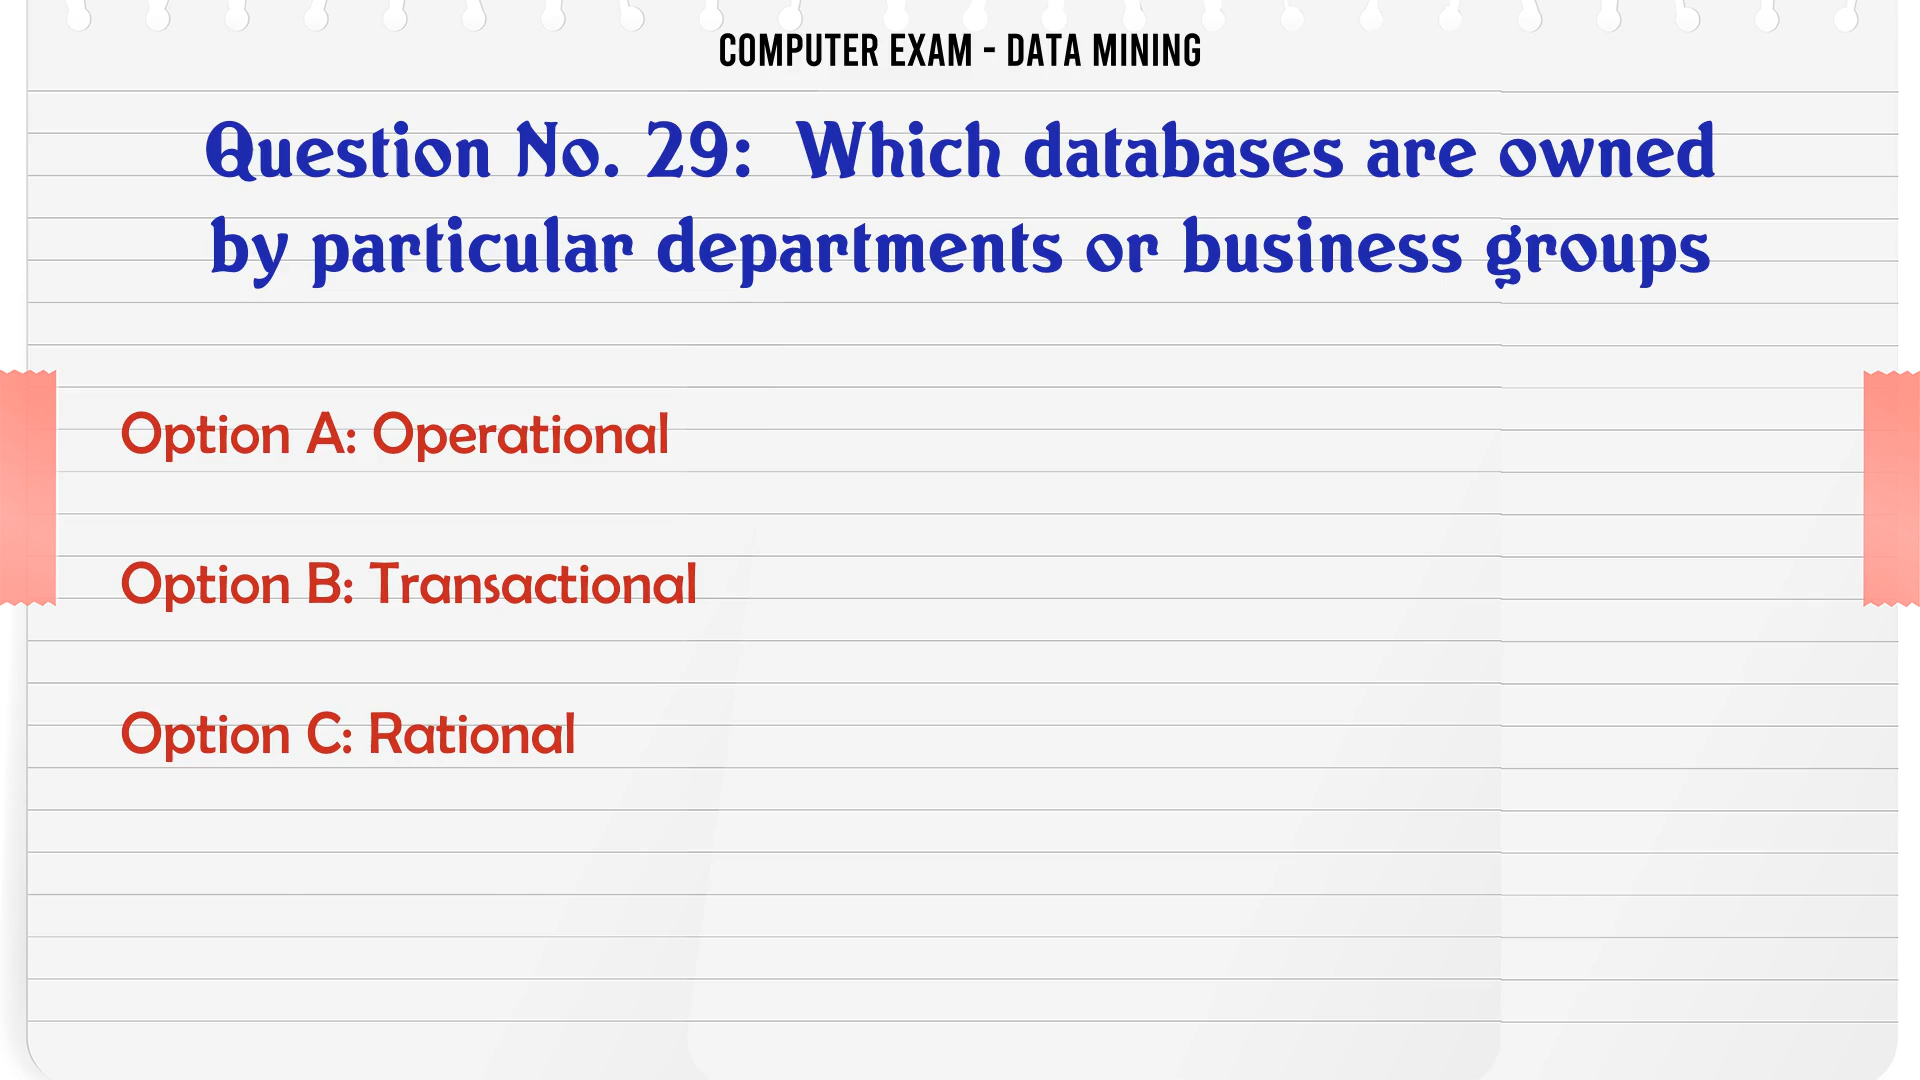 COMPUTER EXAM - DATA MINING
Question No. 29: Which databases are owned
by particular departments or business groups
Option A: Operational
Option B: Transactional
Option C: Rational